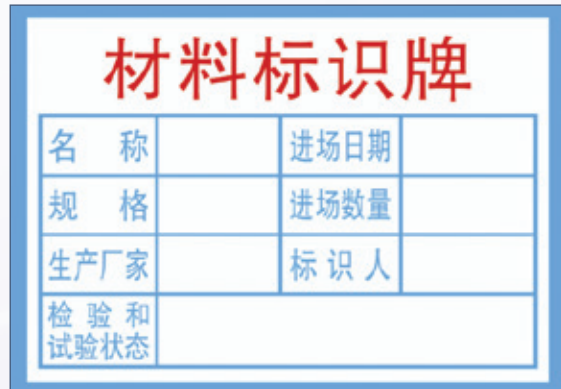 材料标识牌
名 称 进场日期
规 格 进场数量
生产厂家 标识人
检验和
试验状态